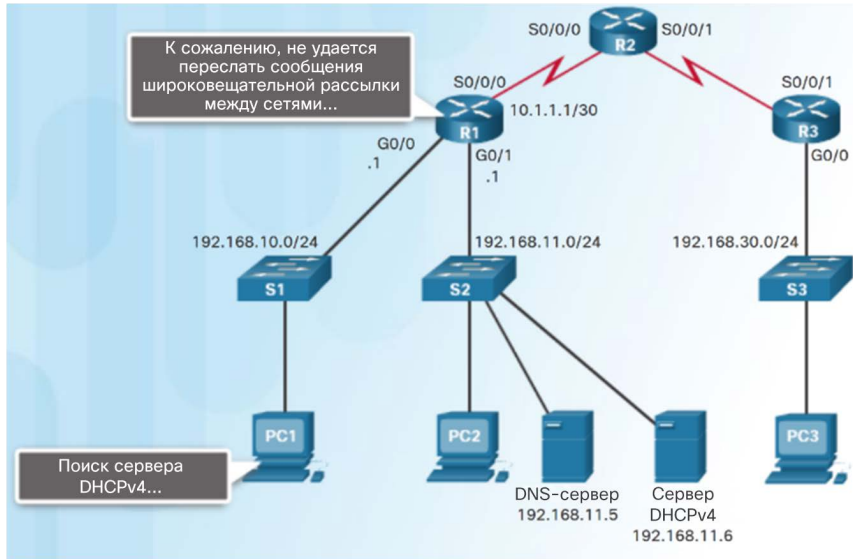 S0/0/0
R2
S0/0/1
К сожалению, не удается
переслать сообщения
широковещательной рассылки
между сетями...
S0/0/0
10.1.1.1/30
R1
S0/0/1
R3
G0/0
.1
G0/1
.1
G0/0
192.168.10.0/24
192.168.11.0/24
192.168.30.0/24
S1
S2
S3
PC1
PC2
PC3
Поиск сервера
DHCPv4...
DNS-сервер
192.168.11.5
Сервер
DHCPv4
192.168.11.6